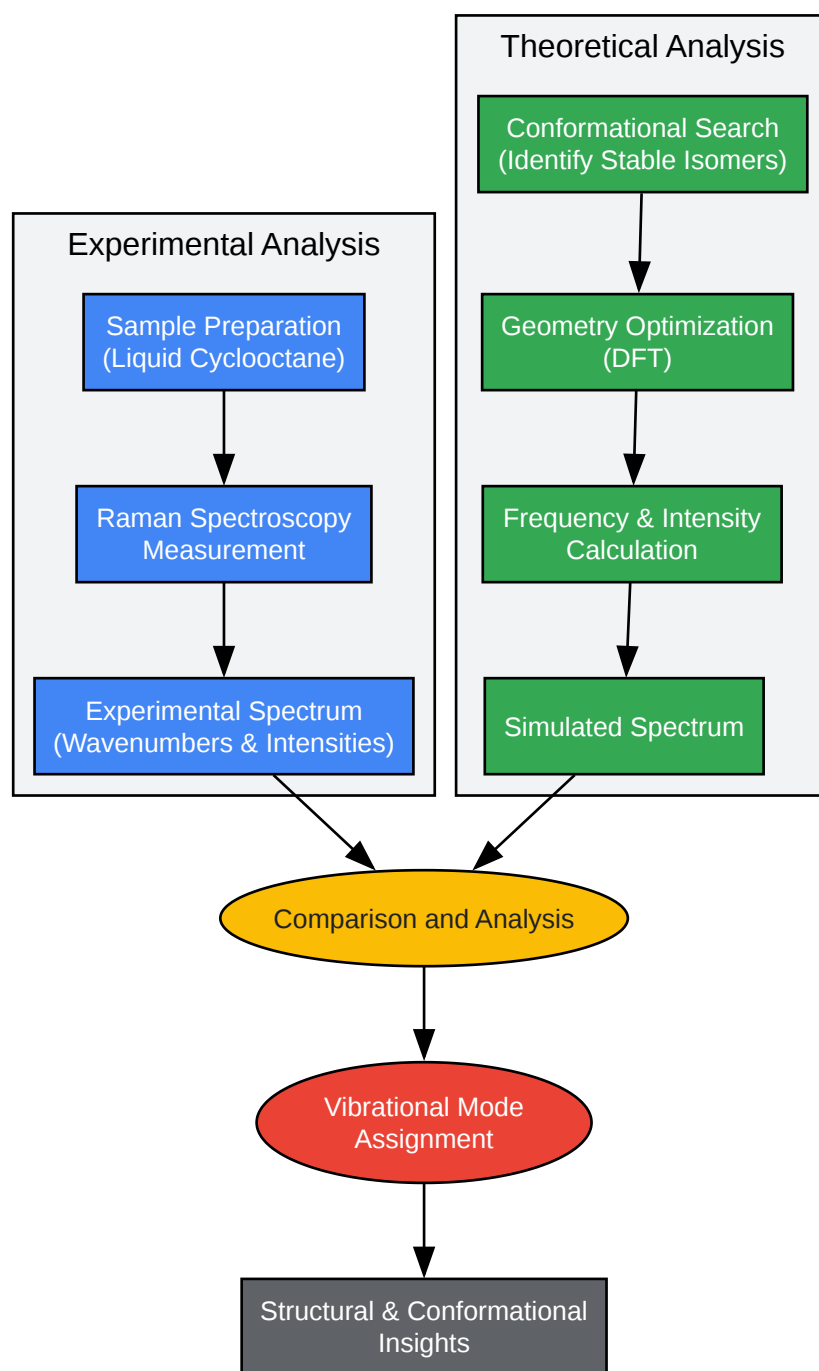 Theoretical Analysis
Conformational Search
(Identify Stable Isomers)
Geometry Optimization
(DFT)
Frequency & Intensity
Calculation
Simulated Spectrum
Experimental Analysis
Sample Preparation
(Liquid Cyclooctane)
Raman Spectroscopy
Measurement
Experimental Spectrum
(Wavenumbers & Intensities)
Comparison and Analysis
Vibrational Mode
Assignment
Structural & Conformational
Insights